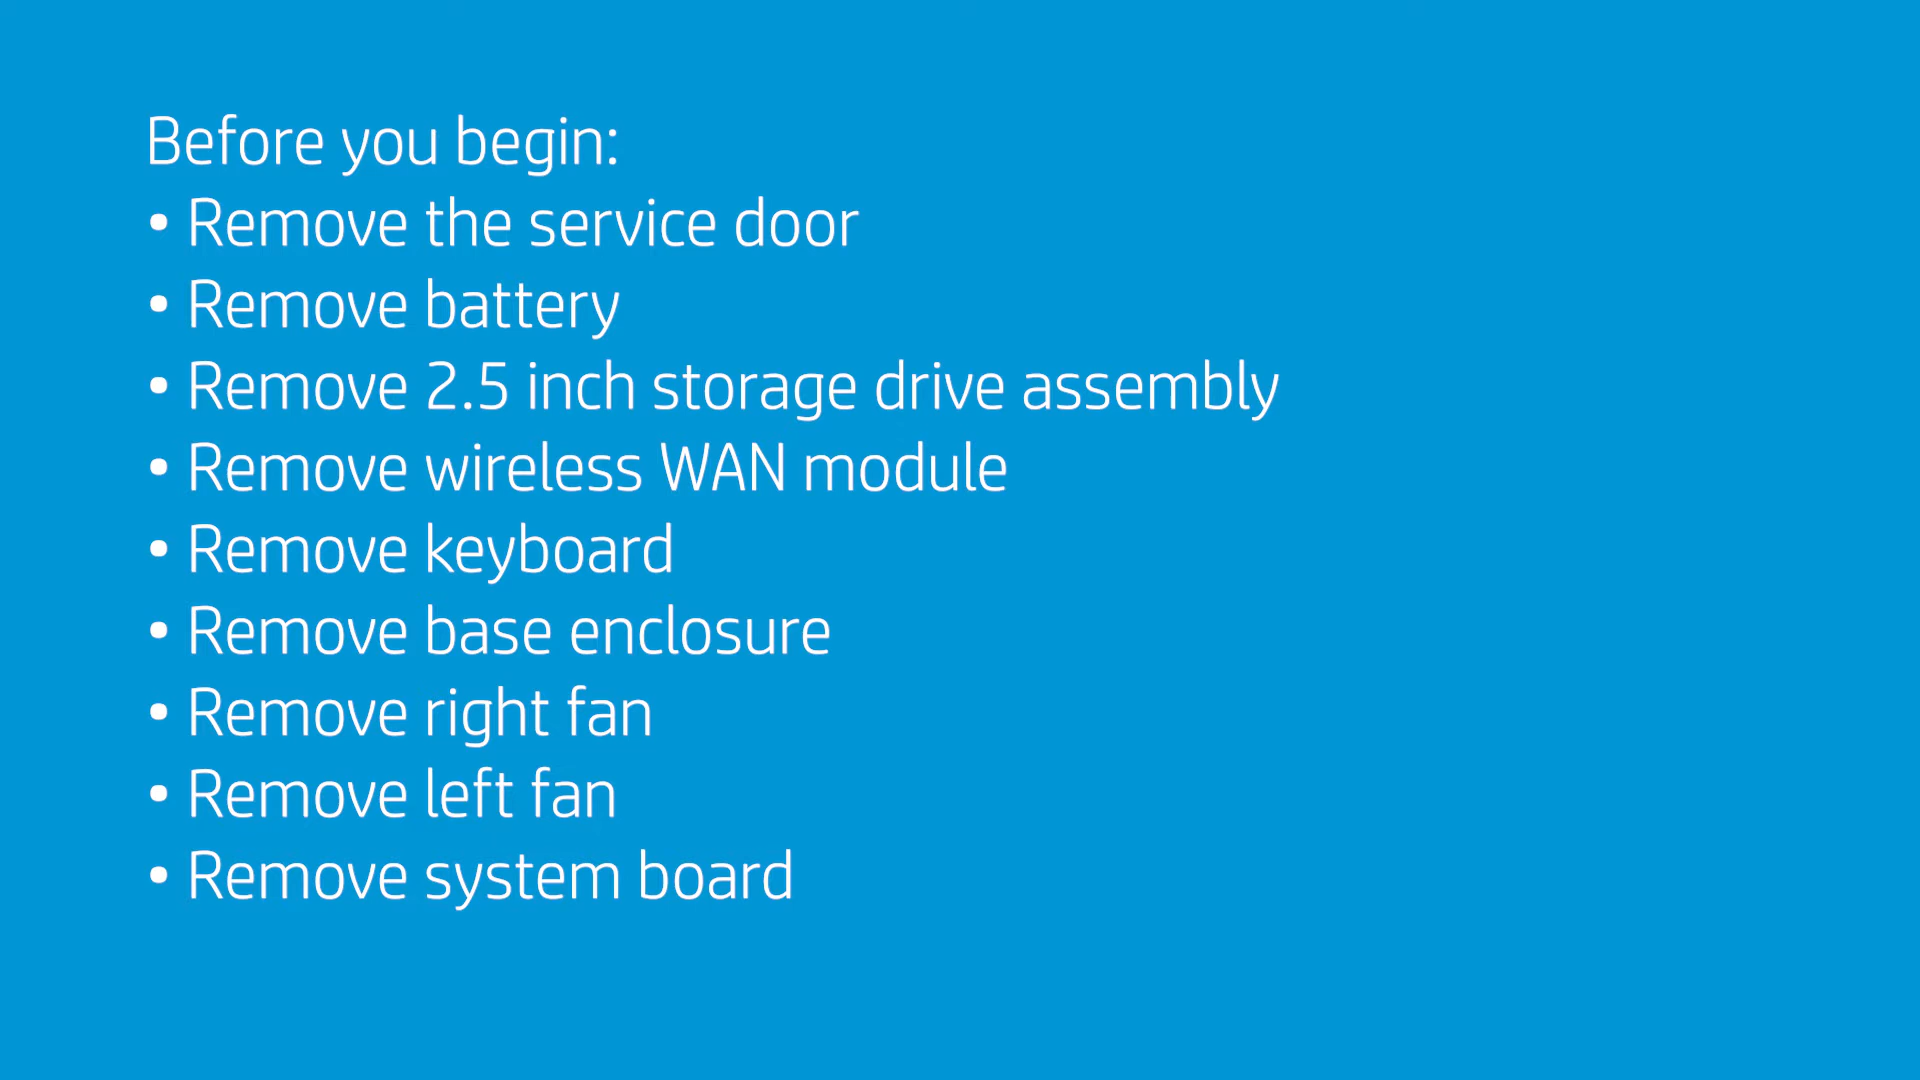 Before you begin:
• Remove the service door
• Remove battery
• Remove 2.5 inch storage drive assembly
• Remove wireless WAN module
• Remove keyboard
• Remove base enclosure
• Remove right fan
• Remove left fan
• Remove system board